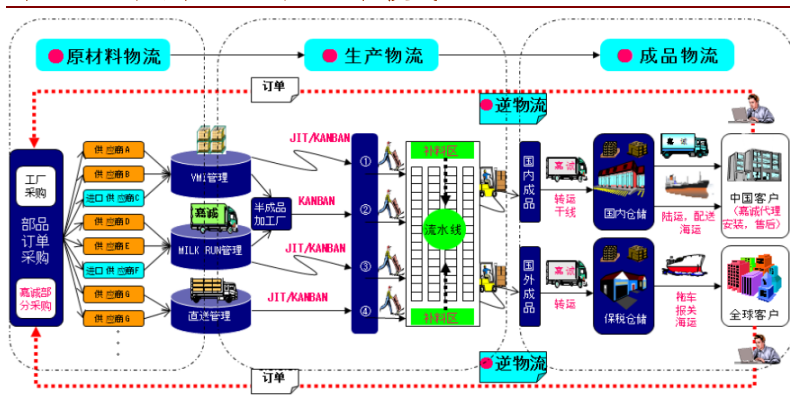 原材料物流
生产物流
成品物流
订单
逆物流
工厂
采购
部品
订单
采购
嘉诚部
分采购
供应商A
供应商B
进口供应商C
供应商D
供应商E
进口供应商F
供应商G
供应商G
VMI管理
嘉诚
MILK RUN管理
直送管理
半成品
加工厂
JIT/KANBAN
KANBAN
JIT/KANBAN
JIT/KANBAN
①
②
③
④
补料区
流水线
补料区
国内成品
国外成品
嘉诚
转运
干线
嘉诚
转运
国内仓储
保税仓储
嘉诚
陆运,配送
海运
拖车
报关
海运
中国客户
(嘉诚代理
安装,售后)
全球客户
订单
逆物流